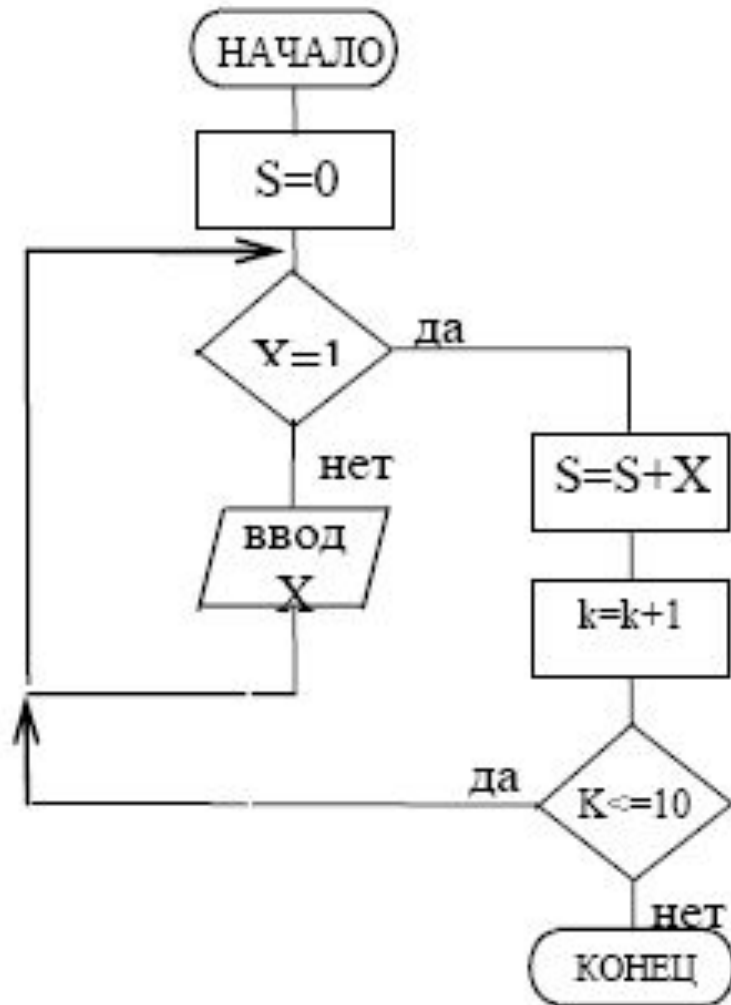 НАЧАЛО
S=0
X=1
да
нет
S=S+X
ввод
X
k=k+1
да
K<=10
нет
КОНЕЦ